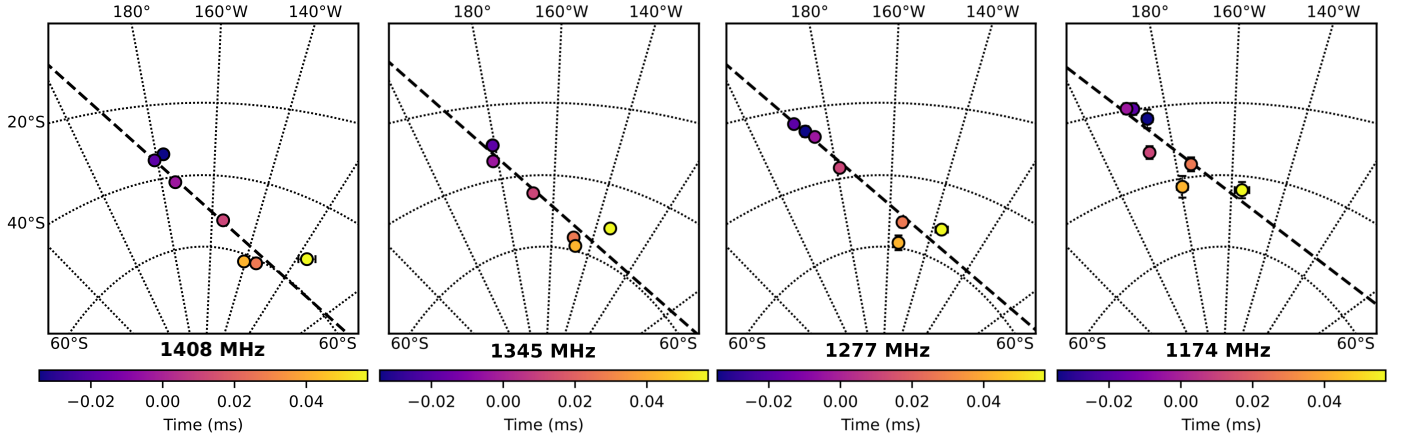 180° 160°W 140°W 180° 160°W 140°W 180° 160°W 140°W 180° 160°W 140°W
20°S
40°S
60°S 60°S 60°S 60°S 60°S 60°S 60°S 60°S
1408 MHz 1345 MHz 1277 MHz 1174 MHz
−0.02 0.00 0.02 0.04 −0.02 0.00 0.02 0.04 −0.02 0.00 0.02 0.04 −0.02 0.00 0.02 0.04
Time (ms) Time (ms) Time (ms) Time (ms)